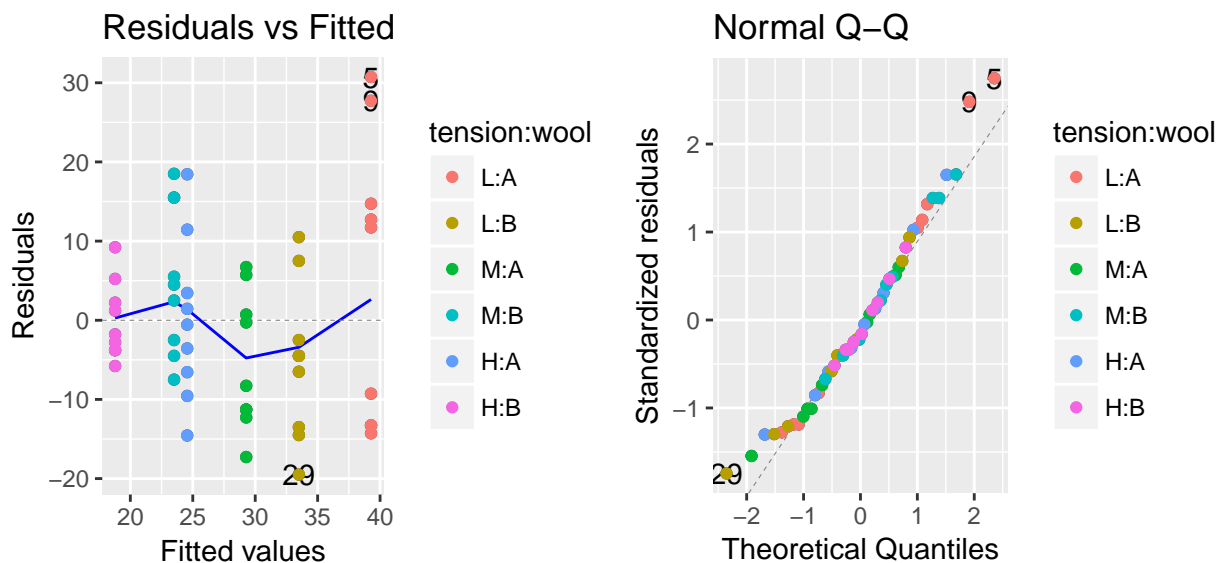 Residuals vs Fitted
30
20
10
0
−10
−20
5
9
29
20 25 30 35 40
Fitted values
Residuals
tension:wool
L:A
L:B
M:A
M:B
H:A
H:B
Normal Q−Q
2
1
0
−1
5
9
29
−2 −1 0 1 2
Theoretical Quantiles
Standardized residuals
tension:wool
L:A
L:B
M:A
M:B
H:A
H:B